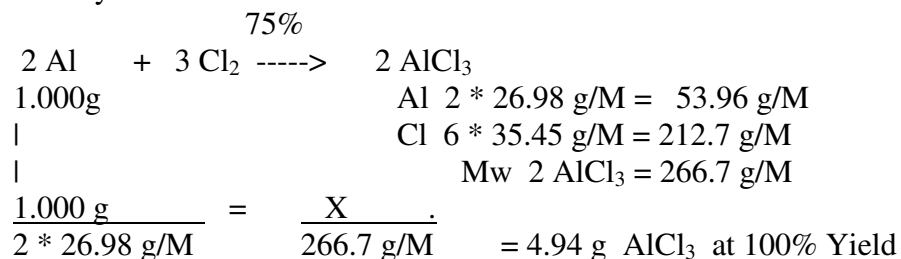 75%
2 Al + 3 Cl₂ -----> 2 AlCl₃
1.000g Al 2 * 26.98 g/M = 53.96 g/M
| Cl 6 * 35.45 g/M = 212.7 g/M
| Mw 2 AlCl₃ = 266.7 g/M
1.000 g = X .
2 * 26.98 g/M 266.7 g/M = 4.94 g AlCl₃ at 100% Yield